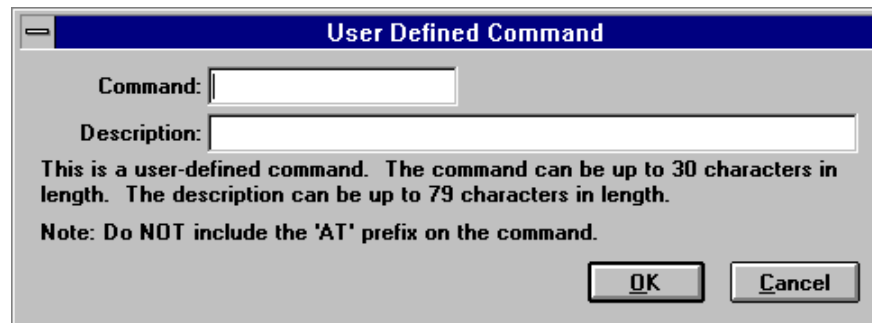 User Defined Command
Command:
Description:
This is a user-defined command.  The command can be up to 30 characters in
length.  The description can be up to 79 characters in length.
Note: Do NOT include the 'AT' prefix on the command.
OK Cancel